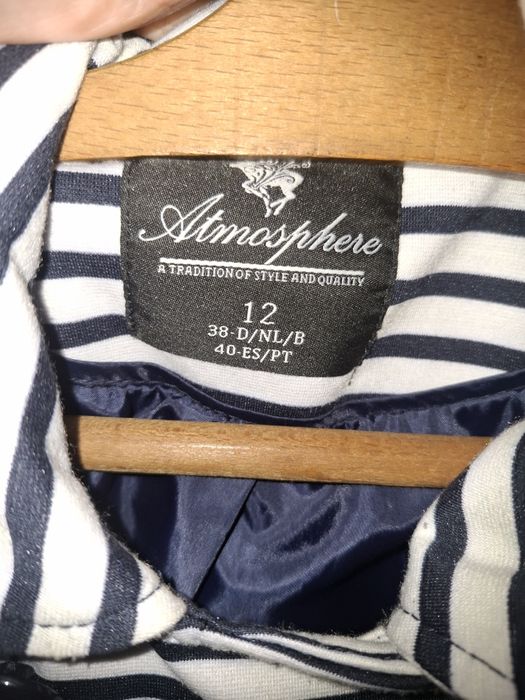 Atmosphere
A TRADITION OF STYLE AND QUALITY
12
38-D/NL/B
40-ES/PT